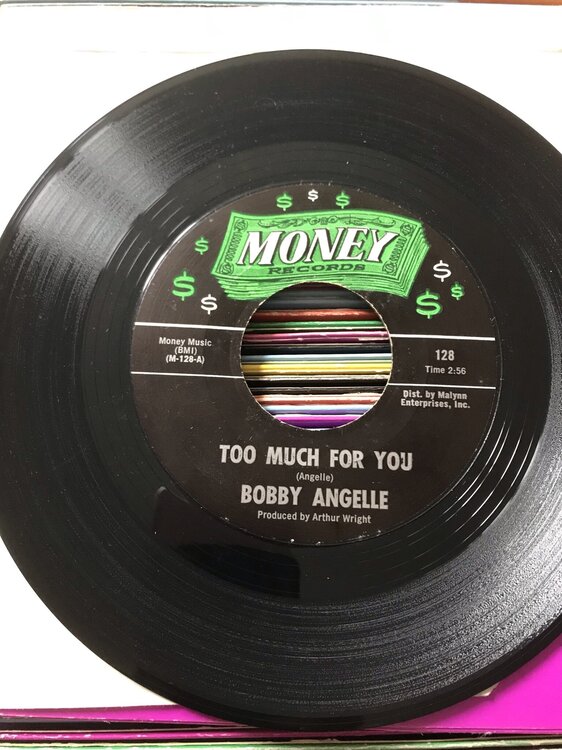 $ $ $
$ $
$ $
$ $
MONEY
RECORDS
Money Music
(BMI)
(M-128-A)
128
Time 2:56
Dist. by Malynn
Enterprises, Inc.
TOO MUCH FOR YOU
(Angelle)
BOBBY ANGELLE
Produced by Arthur Wright